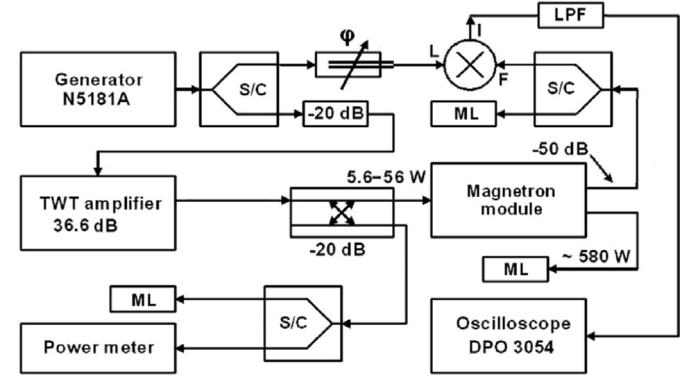 LPF
φ
I
L
F
Generator
N5181A
S/C
S/C
-20 dB
ML
-50 dB
5.6–56 W
TWT amplifier
36.6 dB
Magnetron
module
-20 dB
~ 580 W
ML
ML
S/C
Oscilloscope
DPO 3054
Power meter